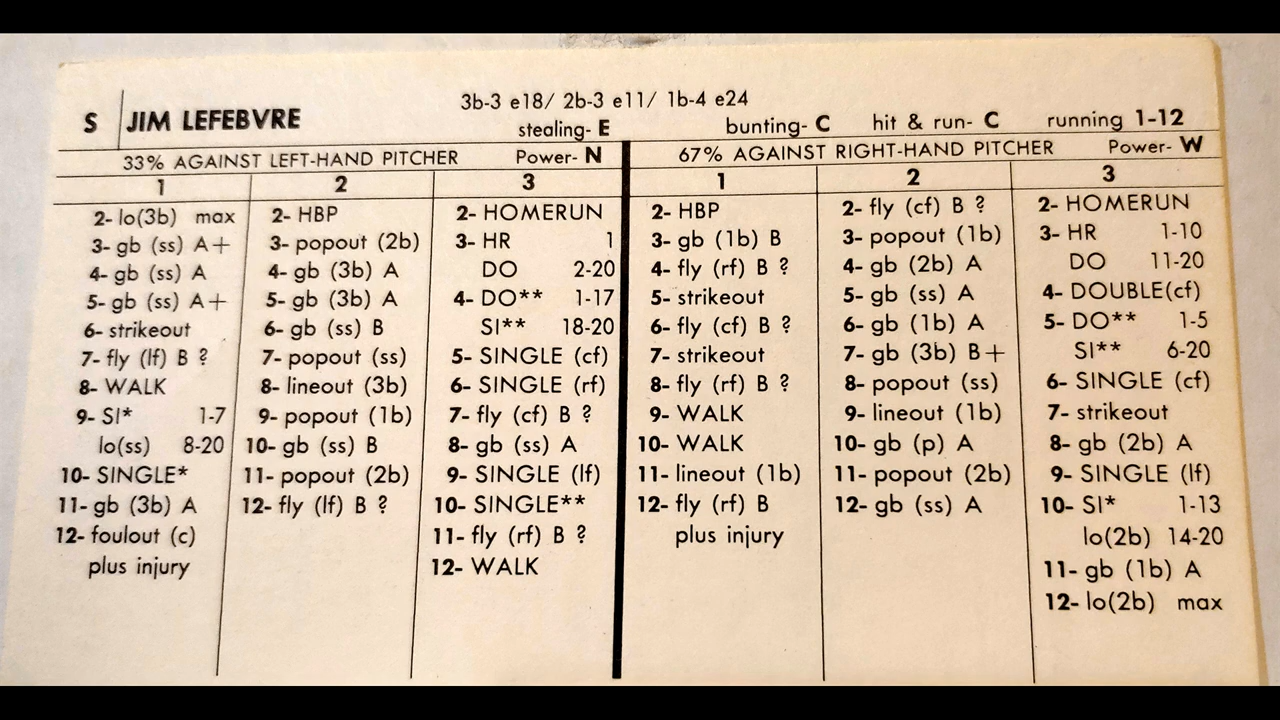 3b-3 e18/ 2b-3 e11/ 1b-4 e24
S JIM LEFEBVRE stealing- E bunting- C hit & run- C running 1-12
33% AGAINST LEFT-HAND PITCHER Power- N
1 2 3
2- lo(3b) max
3- gb (ss) A+
4- gb (ss) A
5- gb (ss) A+
6- strikeout
7- fly (lf) B ?
8- WALK
9- SI* 1-7
lo(ss) 8-20
10- SINGLE*
11- gb (3b) A
12- foulout (c)
plus injury
2- HBP
3- popout (2b)
4- gb (3b) A
5- gb (3b) A
6- gb (ss) B
7- popout (ss)
8- lineout (3b)
9- popout (1b)
10- gb (ss) B
11- popout (2b)
12- fly (lf) B ?
2- HOMERUN
3- HR 1
DO 2-20
4- DO** 1-17
SI** 18-20
5- SINGLE (cf)
6- SINGLE (rf)
7- fly (cf) B ?
8- gb (ss) A
9- SINGLE (lf)
10- SINGLE**
11- fly (rf) B ?
12- WALK
67% AGAINST RIGHT-HAND PITCHER Power- W
1 2 3
2- HBP
3- gb (1b) B
4- fly (rf) B ?
5- strikeout
6- fly (cf) B ?
7- strikeout
8- fly (rf) B ?
9- WALK
10- WALK
11- lineout (1b)
12- fly (rf) B
plus injury
2- fly (cf) B ?
3- popout (1b)
4- gb (2b) A
5- gb (ss) A
6- gb (1b) A
7- gb (3b) B+
8- popout (ss)
9- lineout (1b)
10- gb (p) A
11- popout (2b)
12- gb (ss) A
2- HOMERUN
3- HR 1-10
DO 11-20
4- DOUBLE(cf)
5- DO** 1-5
SI** 6-20
6- SINGLE (cf)
7- strikeout
8- gb (2b) A
9- SINGLE (lf)
10- SI* 1-13
lo(2b) 14-20
11- gb (1b) A
12- lo(2b) max